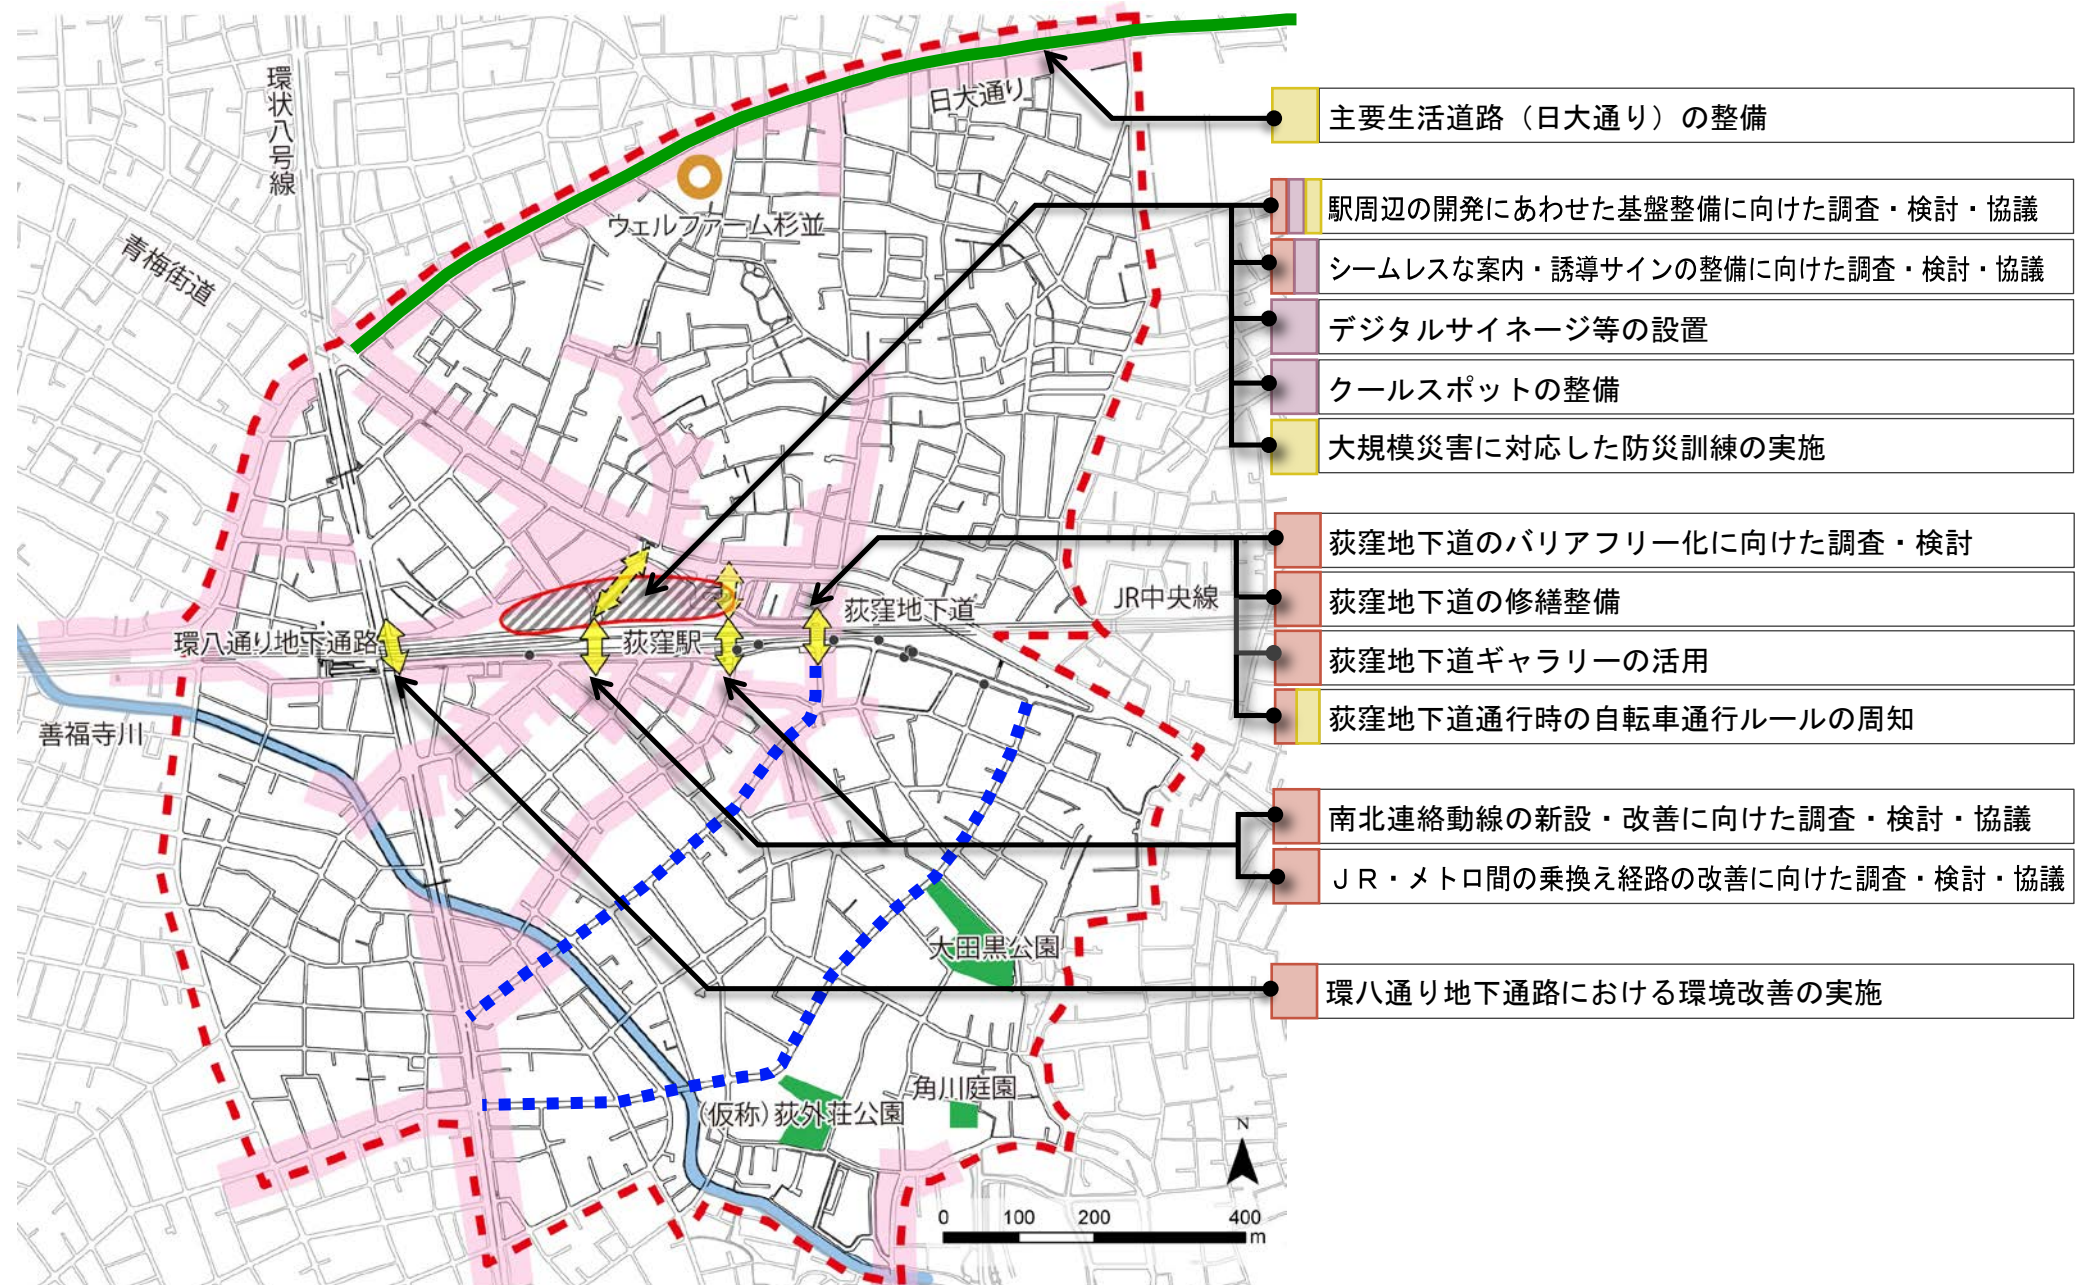 環状八号線
日大通り
ウェルファーム杉並
青梅街道
環八通り地下通路
荻窪駅
荻窪地下道
JR中央線
善福寺川
大田黒公園
角川庭園
(仮称)荻外荘公園
N
0 100 200 400
m
主要生活道路（日大通り）の整備
駅周辺の開発にあわせた基盤整備に向けた調査・検討・協議
シームレスな案内・誘導サインの整備に向けた調査・検討・協議
デジタルサイネージ等の設置
クールスポットの整備
大規模災害に対応した防災訓練の実施
荻窪地下道のバリアフリー化に向けた調査・検討
荻窪地下道の修繕整備
荻窪地下道ギャラリーの活用
荻窪地下道通行時の自転車通行ルールの周知
南北連絡動線の新設・改善に向けた調査・検討・協議
ＪＲ・メトロ間の乗換え経路の改善に向けた調査・検討・協議
環八通り地下通路における環境改善の実施